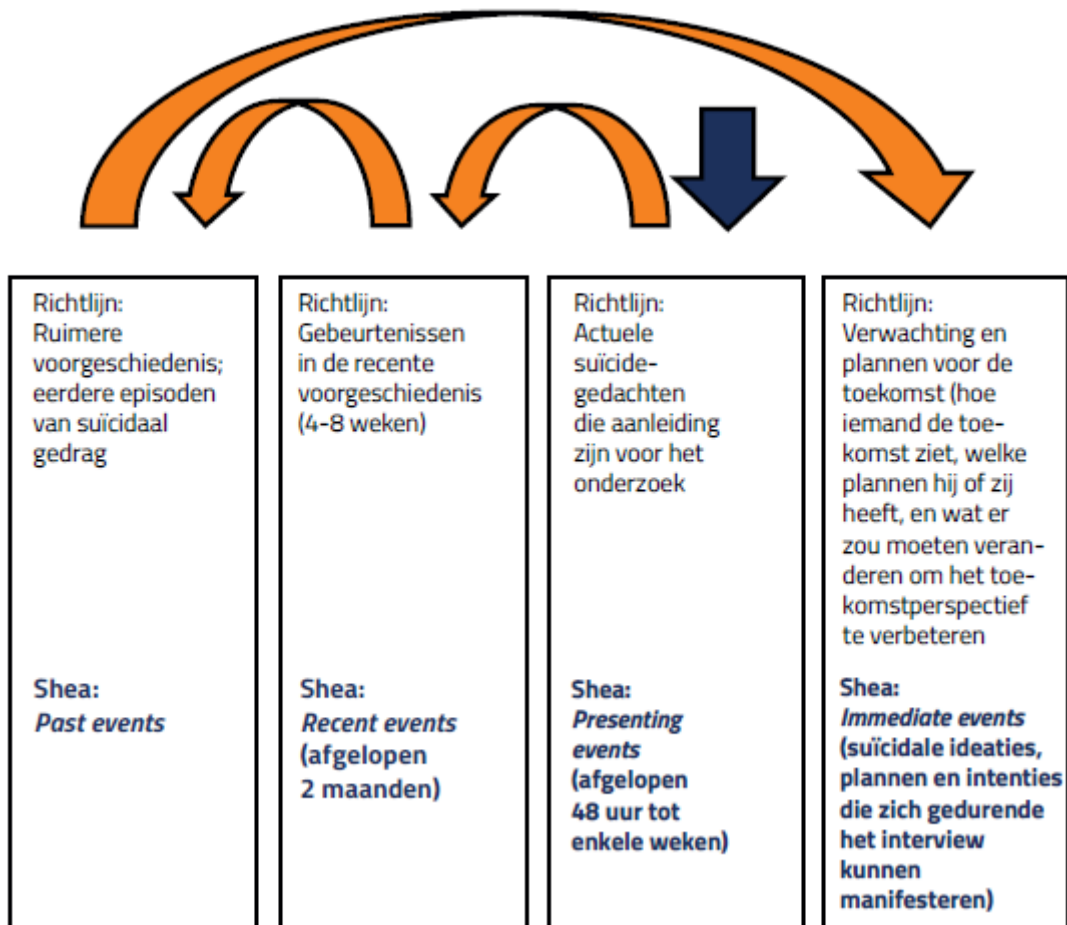 Richtlijn:
Ruimere
voorgeschiedenis;
eerdere episoden
van suïcidaal
gedrag
Shea:
Past events
Richtlijn:
Gebeurtenissen
in de recente
voorgeschiedenis
(4-8 weken)
Shea:
Recent events
(afgelopen
2 maanden)
Richtlijn:
Actuele
suïcide-
gedachten
die aanleiding
zijn voor het
onderzoek
Shea:
Presenting
events
(afgelopen
48 uur tot
enkele weken)
Richtlijn:
Verwachting en
plannen voor de
toekomst (hoe
iemand de toe-
komst ziet, welke
plannen hij of zij
heeft, en wat er
zou moeten veran-
deren om het toe-
komstperspectief
te verbeteren
Shea:
Immediate events
(suïcidale ideaties,
plannen en intenties
die zich gedurende
het interview
kunnen
manifesteren)